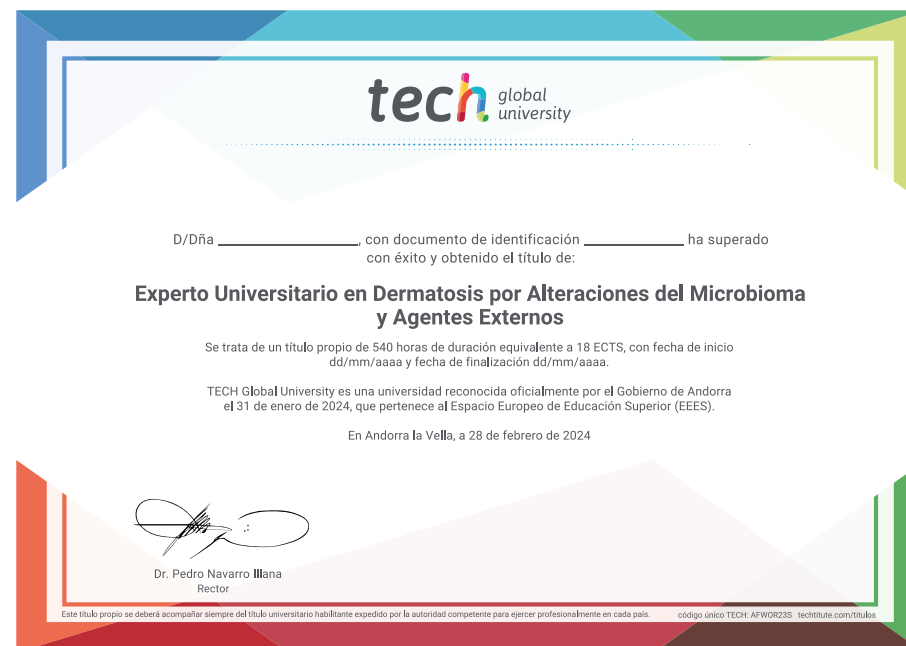 tech global university
D/Dña ____________________, con documento de identificación ______________ ha superado
con éxito y obtenido el título de:
Experto Universitario en Dermatosis por Alteraciones del Microbioma
y Agentes Externos
Se trata de un título propio de 540 horas de duración equivalente a 18 ECTS, con fecha de inicio
dd/mm/aaaa y fecha de finalización dd/mm/aaaa.
TECH Global University es una universidad reconocida oficialmente por el Gobierno de Andorra
el 31 de enero de 2024, que pertenece al Espacio Europeo de Educación Superior (EEES).
En Andorra la Vella, a 28 de febrero de 2024
Dr. Pedro Navarro Illana
Rector
Este título propio se deberá acompañar siempre del título universitario habilitante expedido por la autoridad competente para ejercer profesionalmente en cada país.
código único TECH: AFWOR23S techtitute.com/titulos